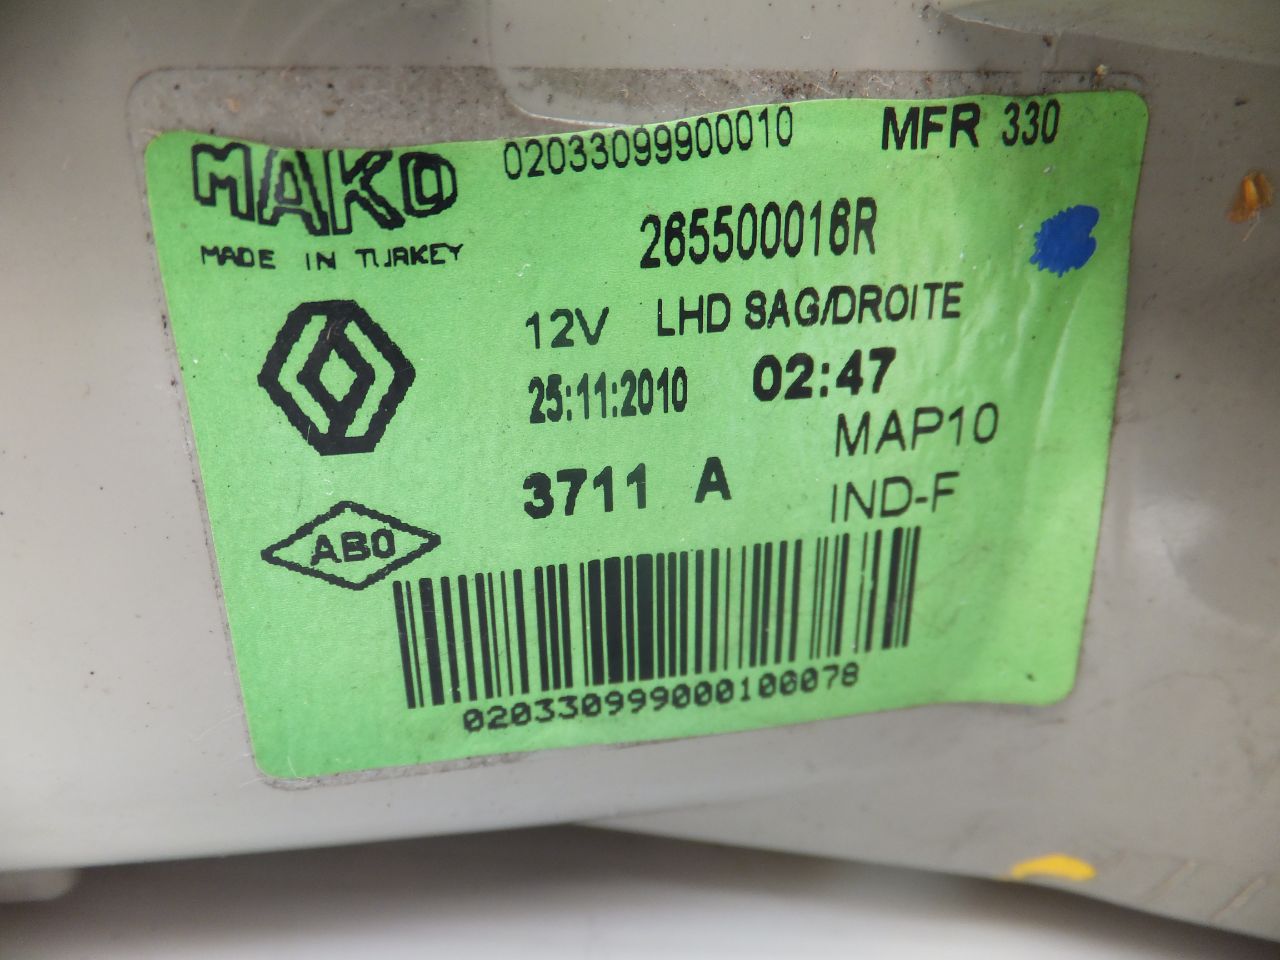 MAKO 02033099900010 MFR 330
MADE IN TURKEY 265500016R
12V LHD SAG/DROITE
25:11:2010 02:47
MAP10
3711 A
IND-F
ABO
020330999000100078